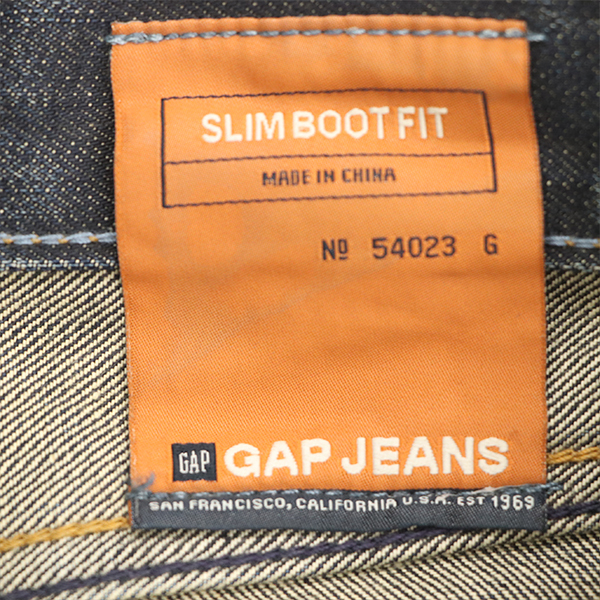 SLIM BOOT FIT
MADE IN CHINA
Nº 54023 G
GAP GAP JEANS
SAN FRANCISCO, CALIFORNIA U.S.A. EST 1969